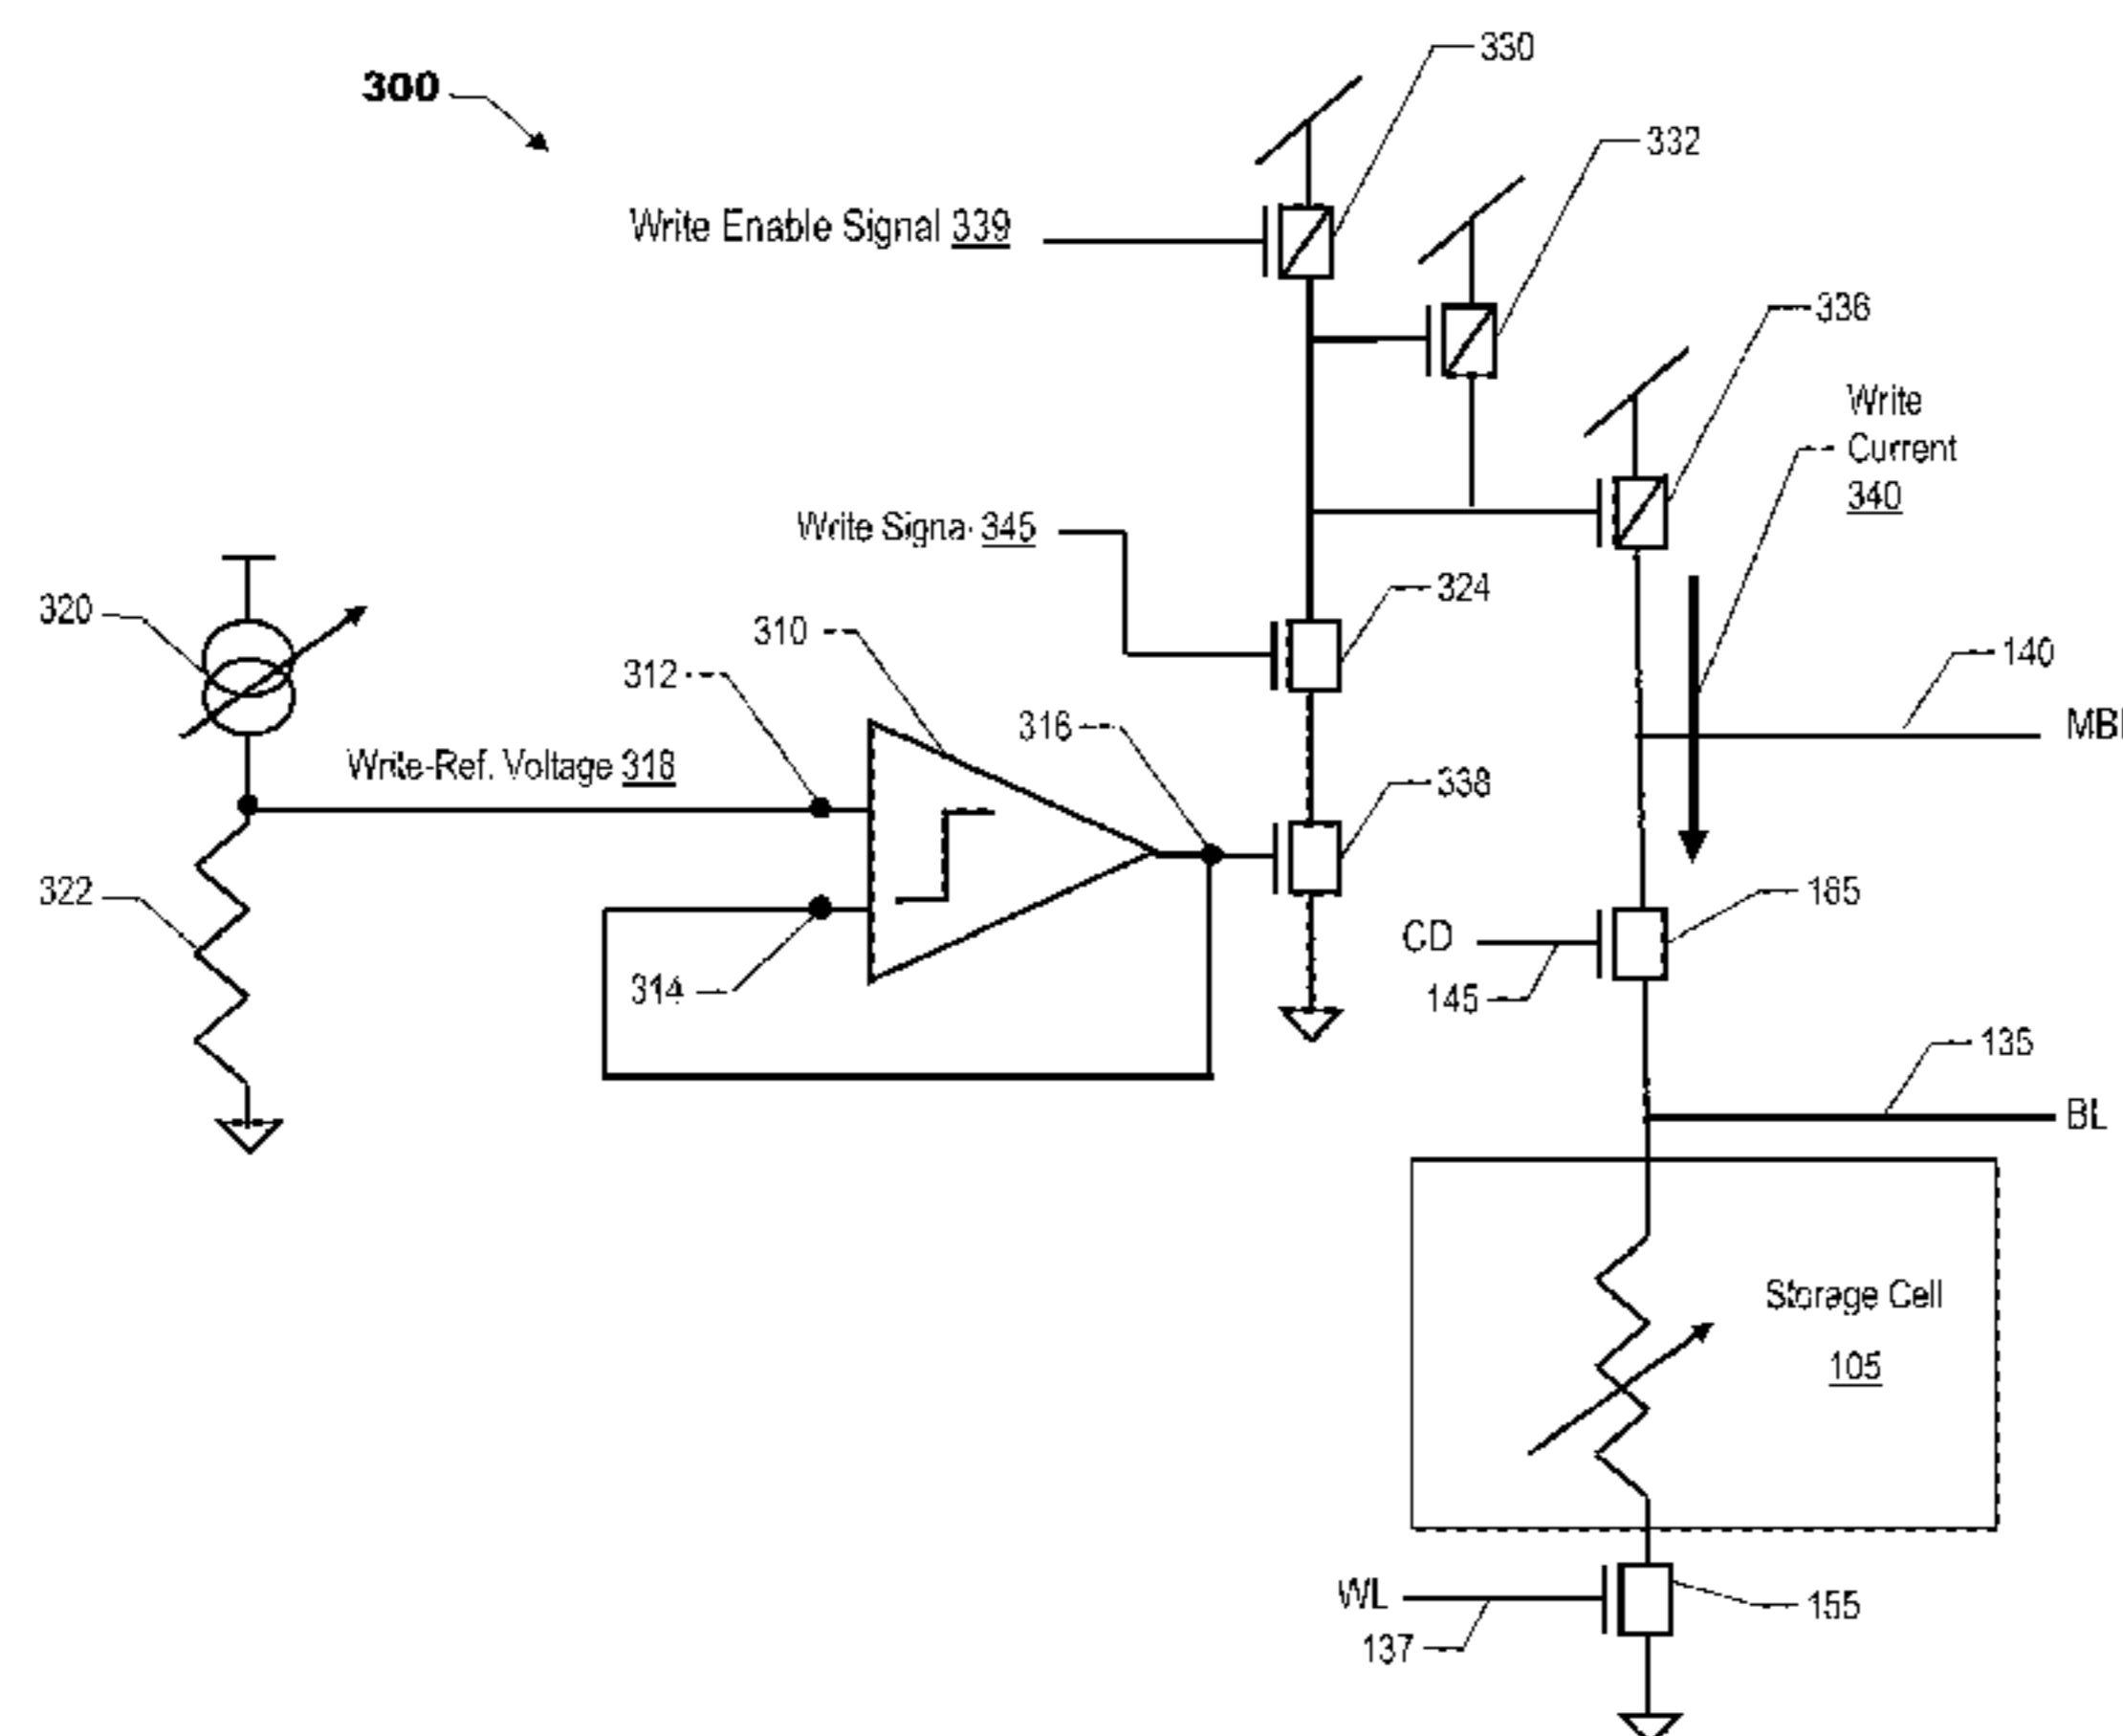 300
330
332
Write Enable Signal 339
336
Write
Current
340
Write Signal 345
324
320
310
312
316
140
MBL
Write-Ref. Voltage 318
338
322
165
CD
314
145
135
BL
Storage Cell
105
WL
155
137